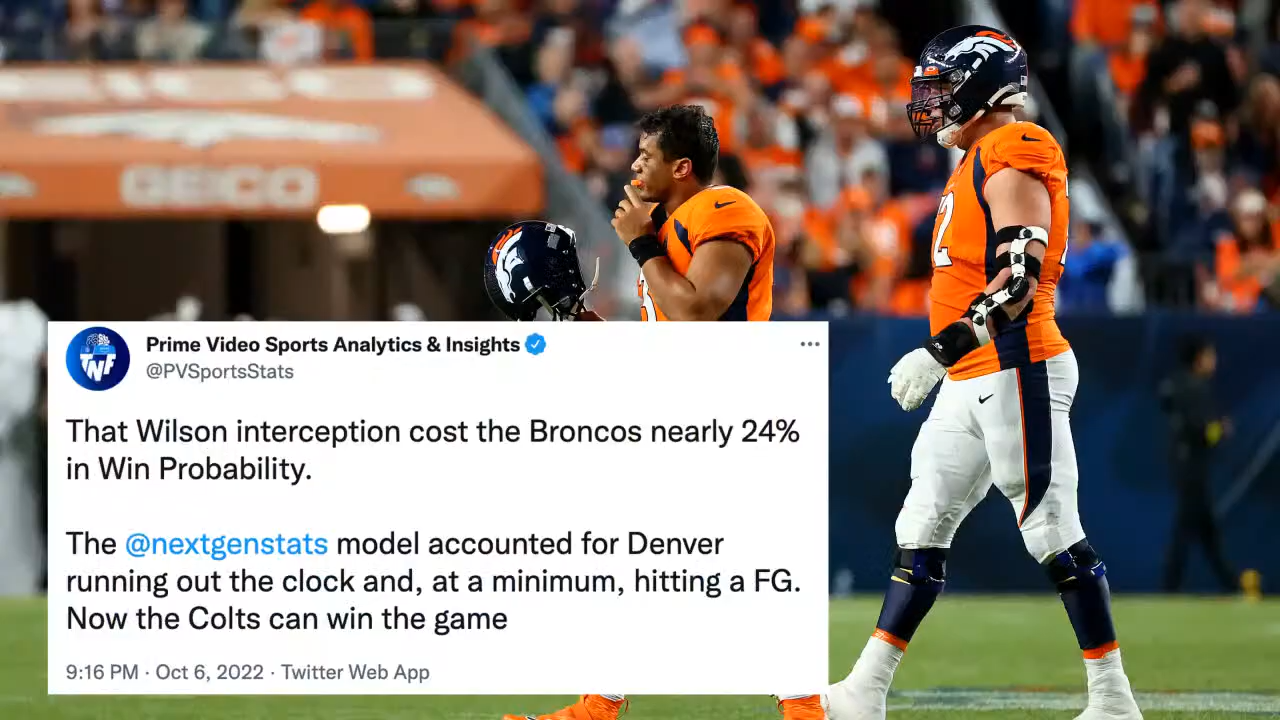 GEICO
Prime Video Sports Analytics & Insights
@PVSportsStats
That Wilson interception cost the Broncos nearly 24%
in Win Probability.
The @nextgenstats model accounted for Denver
running out the clock and, at a minimum, hitting a FG.
Now the Colts can win the game
9:16 PM · Oct 6, 2022 · Twitter Web App
TNF